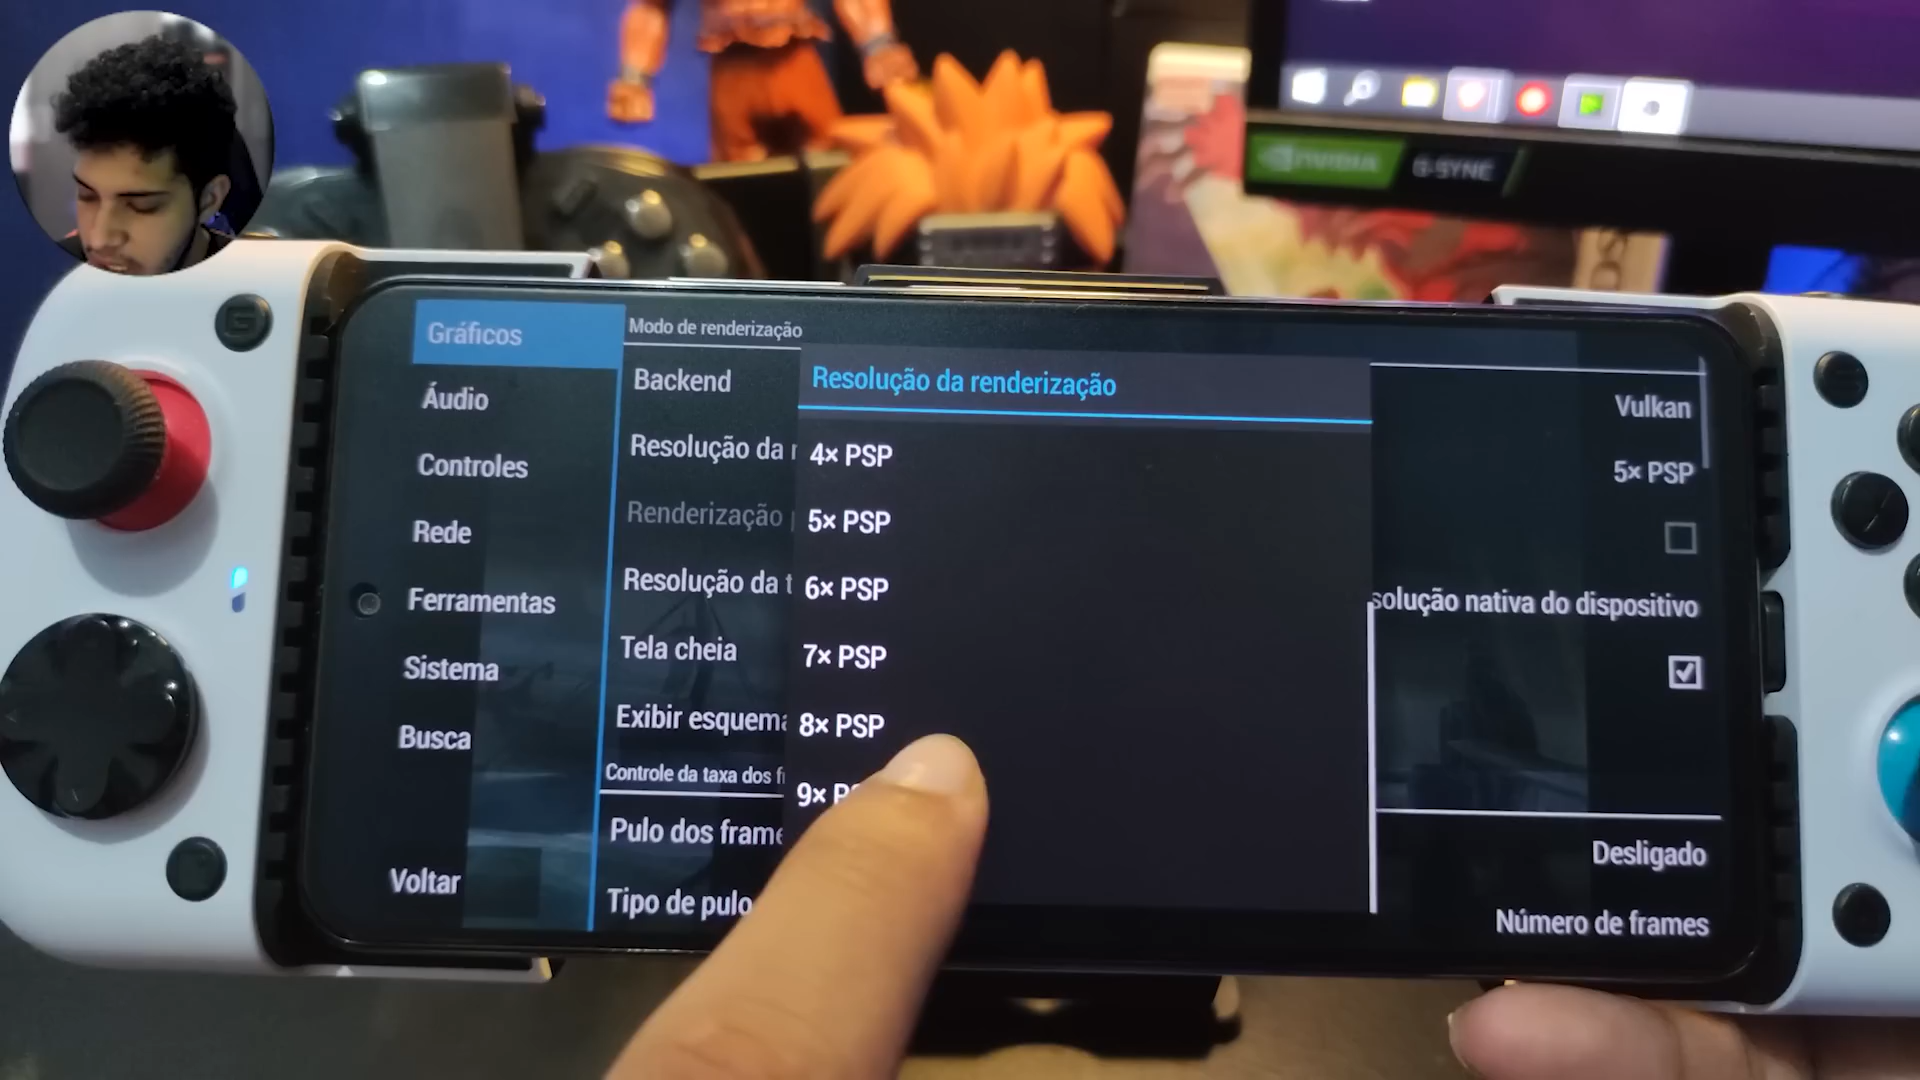 NVIDIA
G-SYNC
Gráficos
Áudio
Controles
Rede
Ferramentas
Sistema
Busca
Voltar
Modo de renderização
Backend
Vulkan
Resolução da r
5× PSP
Renderização
Resolução da t
solução nativa do dispositivo
Tela cheia
Exibir esquema
Controle da taxa dos f
Pulo dos frame
Desligado
Tipo de pulo
Número de frames
Resolução da renderização
4× PSP
5× PSP
6× PSP
7× PSP
8× PSP
9× P